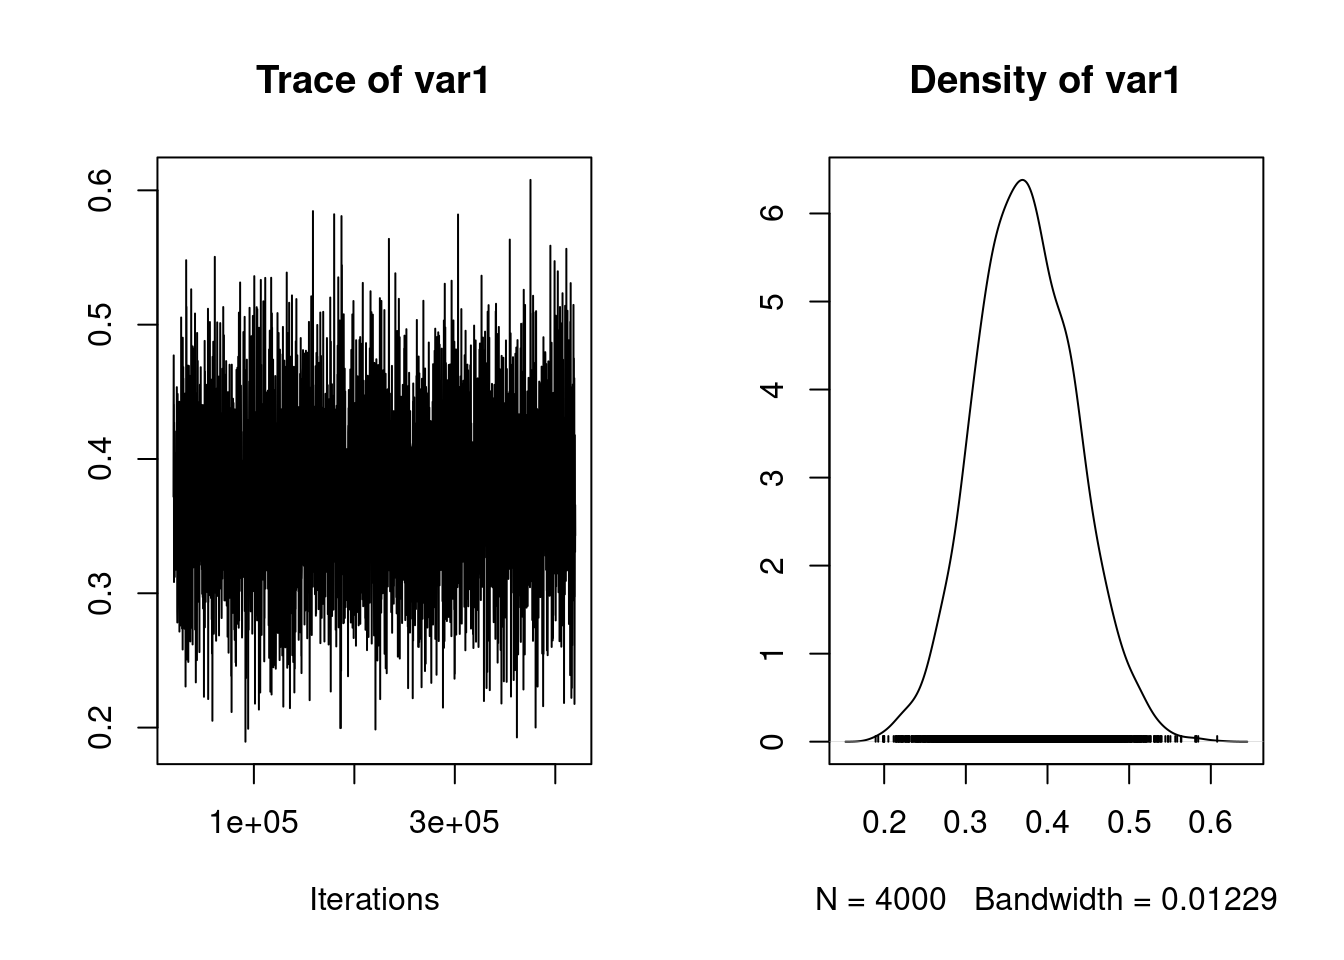 Trace of var1
0.6
0.5
0.4
0.3
0.2
1e+05 3e+05
Iterations
Density of var1
6
5
4
3
2
1
0
0.2 0.3 0.4 0.5 0.6
N = 4000 Bandwidth = 0.01229